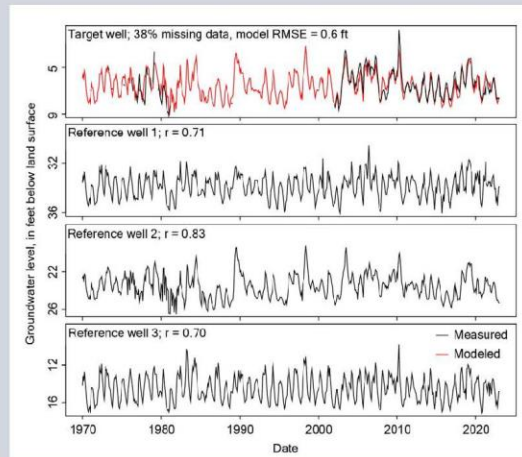 Target well; 38% missing data, model RMSE = 0.6 ft
5
9
Reference well 1; r = 0.71
32
36
Reference well 2; r = 0.83
22
26
Reference well 3; r = 0.70
Measured
Modeled
12
16
1970 1980 1990 2000 2010 2020
Date
Groundwater level, in feet below land surface